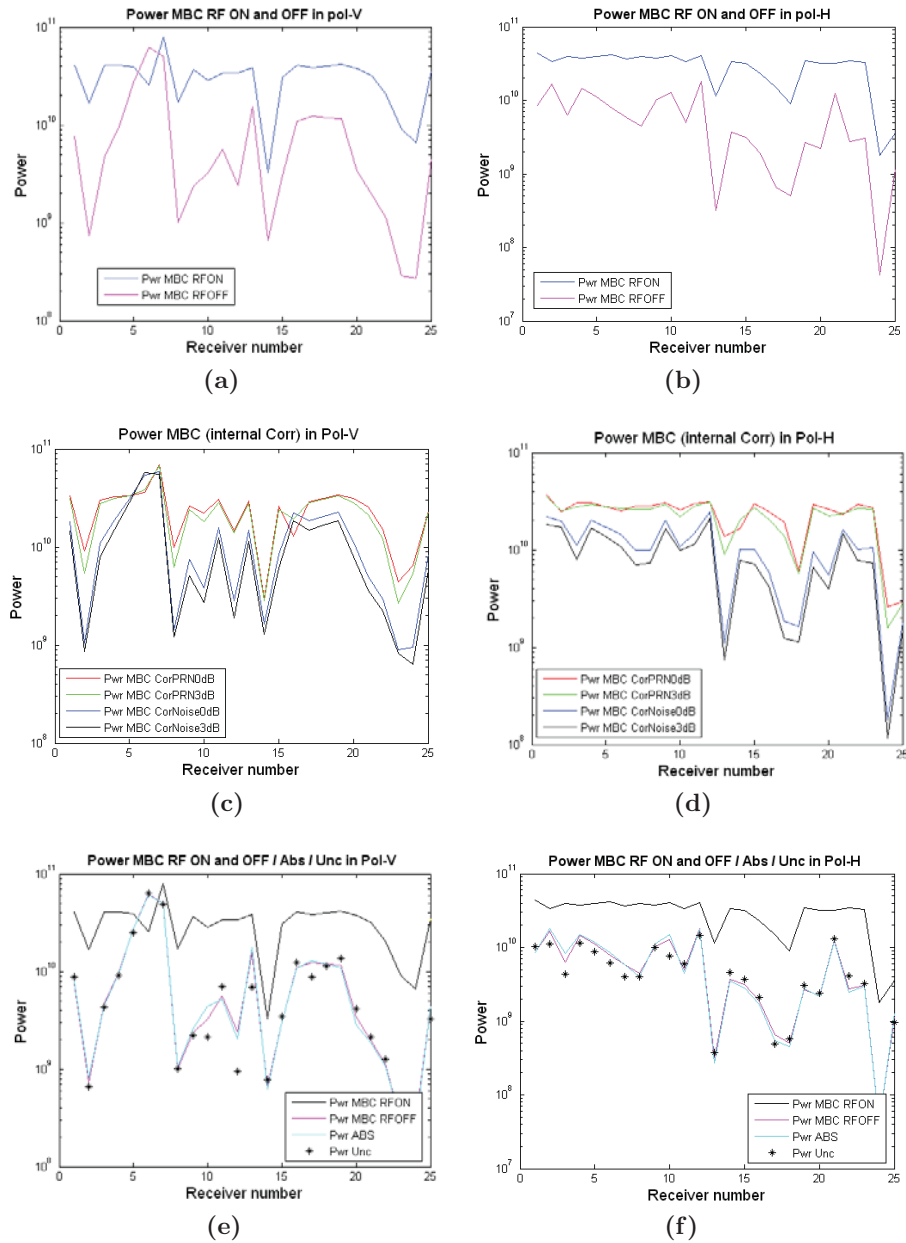 Power MBC RF ON and OFF in pol-V
Power
10^11
10^10
10^9
10^8
0 5 10 15 20 25
Receiver number
Pwr MBC RFON
Pwr MBC RFOFF
(a)
Power MBC RF ON and OFF in pol-H
Power
10^11
10^10
10^9
10^8
10^7
0 5 10 15 20 25
Receiver number
Pwr MBC RFON
Pwr MBC RFOFF
(b)
Power MBC (internal Corr) in Pol-V
Power
10^11
10^10
10^9
10^8
0 5 10 15 20 25
Receiver number
Pwr MBC CorPRN0dB
Pwr MBC CorPRN3dB
Pwr MBC CorNoise0dB
Pwr MBC CorNoise3dB
(c)
Power MBC (internal Corr) in Pol-H
Power
10^11
10^10
10^9
10^8
0 5 10 15 20 25
Receiver number
Pwr MBC CorPRN0dB
Pwr MBC CorPRN3dB
Pwr MBC CorNoise0dB
Pwr MBC CorNoise3dB
(d)
Power MBC RF ON and OFF / Abs / Unc in Pol-V
Power
10^11
10^10
10^9
10^8
0 5 10 15 20 25
Receiver number
Pwr MBC RFON
Pwr MBC RFOFF
Pwr ABS
Pwr Unc
(e)
Power MBC RF ON and OFF / Abs / Unc in Pol-H
Power
10^11
10^10
10^9
10^8
10^7
0 5 10 15 20 25
Receiver number
Pwr MBC RFON
Pwr MBC RFOFF
Pwr ABS
Pwr Unc
(f)